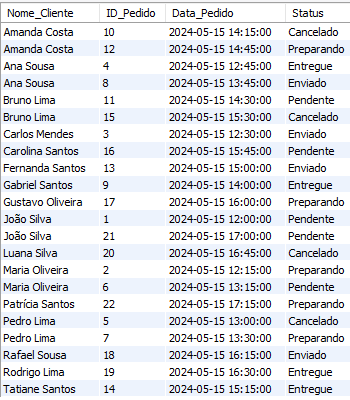 Nome_Cliente ID_Pedido Data_Pedido Status
Amanda Costa 10 2024-05-15 14:15:00 Cancelado
Amanda Costa 12 2024-05-15 14:45:00 Preparando
Ana Sousa 4 2024-05-15 12:45:00 Entregue
Ana Sousa 8 2024-05-15 13:45:00 Enviado
Bruno Lima 11 2024-05-15 14:30:00 Pendente
Bruno Lima 15 2024-05-15 15:30:00 Cancelado
Carlos Mendes 3 2024-05-15 12:30:00 Enviado
Carolina Santos 16 2024-05-15 15:45:00 Pendente
Fernanda Santos 13 2024-05-15 15:00:00 Enviado
Gabriel Santos 9 2024-05-15 14:00:00 Entregue
Gustavo Oliveira 17 2024-05-15 16:00:00 Preparando
João Silva 1 2024-05-15 12:00:00 Pendente
João Silva 21 2024-05-15 17:00:00 Pendente
Luana Silva 20 2024-05-15 16:45:00 Cancelado
Maria Oliveira 2 2024-05-15 12:15:00 Preparando
Maria Oliveira 6 2024-05-15 13:15:00 Pendente
Patrícia Santos 22 2024-05-15 17:15:00 Preparando
Pedro Lima 5 2024-05-15 13:00:00 Cancelado
Pedro Lima 7 2024-05-15 13:30:00 Preparando
Rafael Sousa 18 2024-05-15 16:15:00 Enviado
Rodrigo Lima 19 2024-05-15 16:30:00 Entregue
Tatiane Santos 14 2024-05-15 15:15:00 Entregue